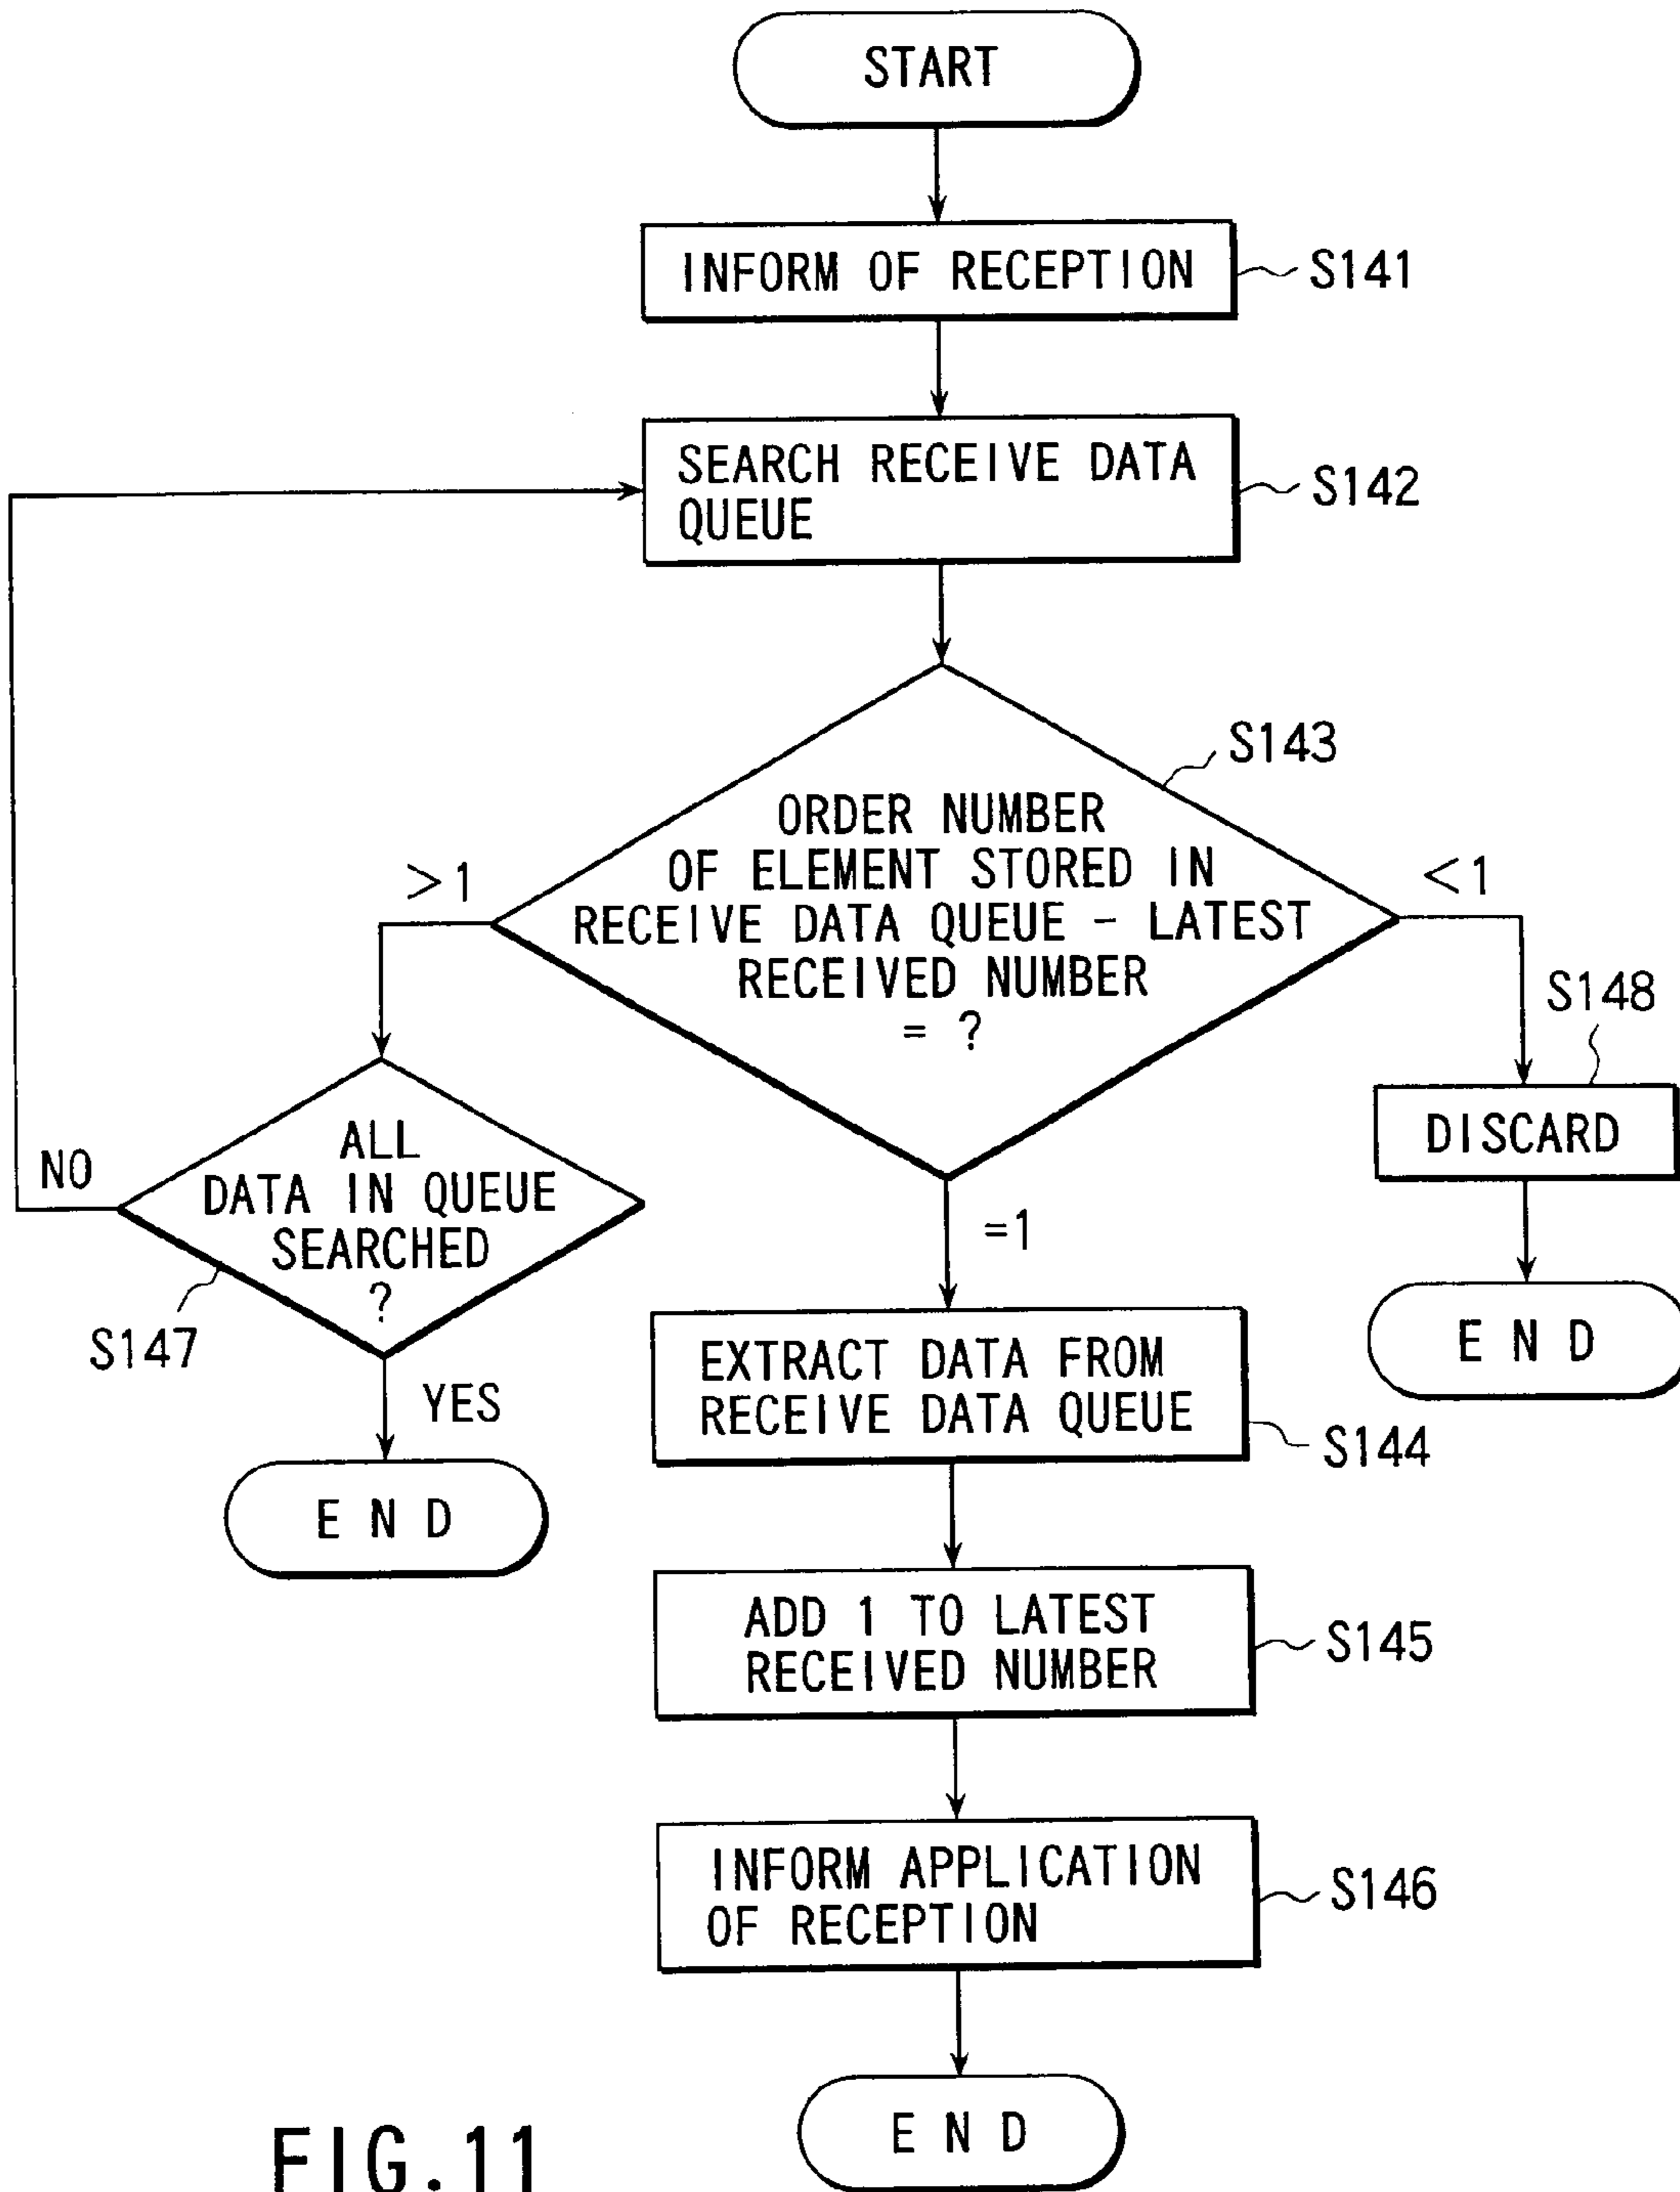 START
INFORM OF RECEPTION
S141
SEARCH RECEIVE DATA
QUEUE
S142
S143
ORDER NUMBER
OF ELEMENT STORED IN
RECEIVE DATA QUEUE - LATEST
RECEIVED NUMBER
= ?
>1
<1
S148
DISCARD
END
NO
ALL
DATA IN QUEUE
SEARCHED
?
S147
YES
END
=1
EXTRACT DATA FROM
RECEIVE DATA QUEUE
S144
ADD 1 TO LATEST
RECEIVED NUMBER
S145
INFORM APPLICATION
OF RECEPTION
S146
END
FIG.11